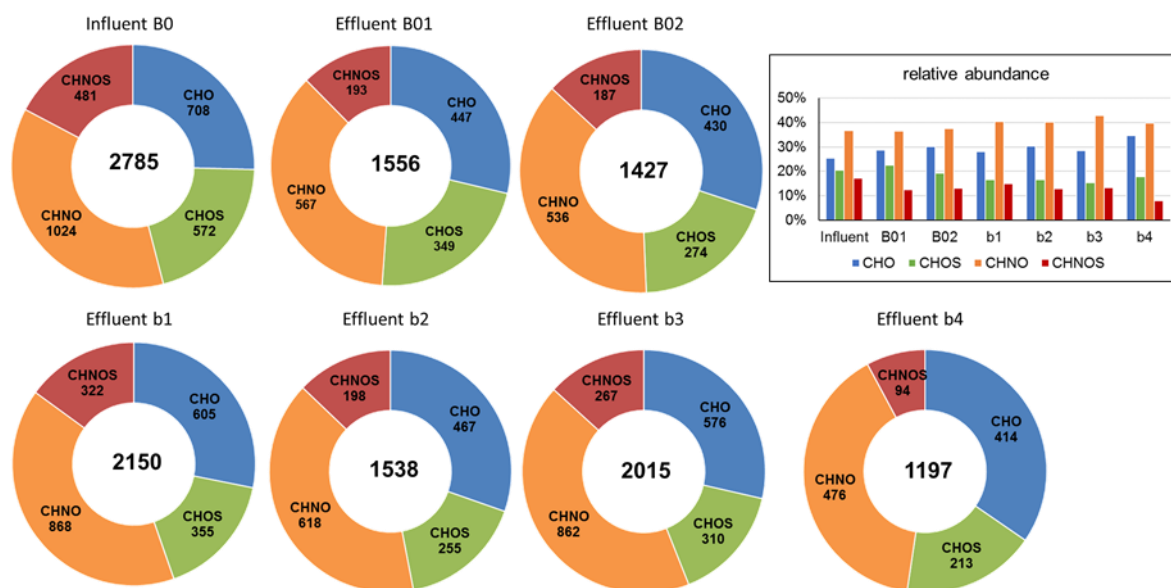 Influent B0
CHNOS
481
CHO
708
2785
CHNO
1024
CHOS
572
Effluent B01
CHNOS
193
CHO
447
1556
CHNO
567
CHOS
349
Effluent B02
CHNOS
187
CHO
430
1427
CHNO
536
CHOS
274
relative abundance
50%
40%
30%
20%
10%
0%
Influent B01 B02 b1 b2 b3 b4
CHO CHOS CHNO CHNOS
Effluent b1
CHNOS
322
CHO
605
2150
CHNO
868
CHOS
355
Effluent b2
CHNOS
198
CHO
467
1538
CHNO
618
CHOS
255
Effluent b3
CHNOS
267
CHO
576
2015
CHNO
862
CHOS
310
Effluent b4
CHNOS
94
CHO
414
1197
CHNO
476
CHOS
213